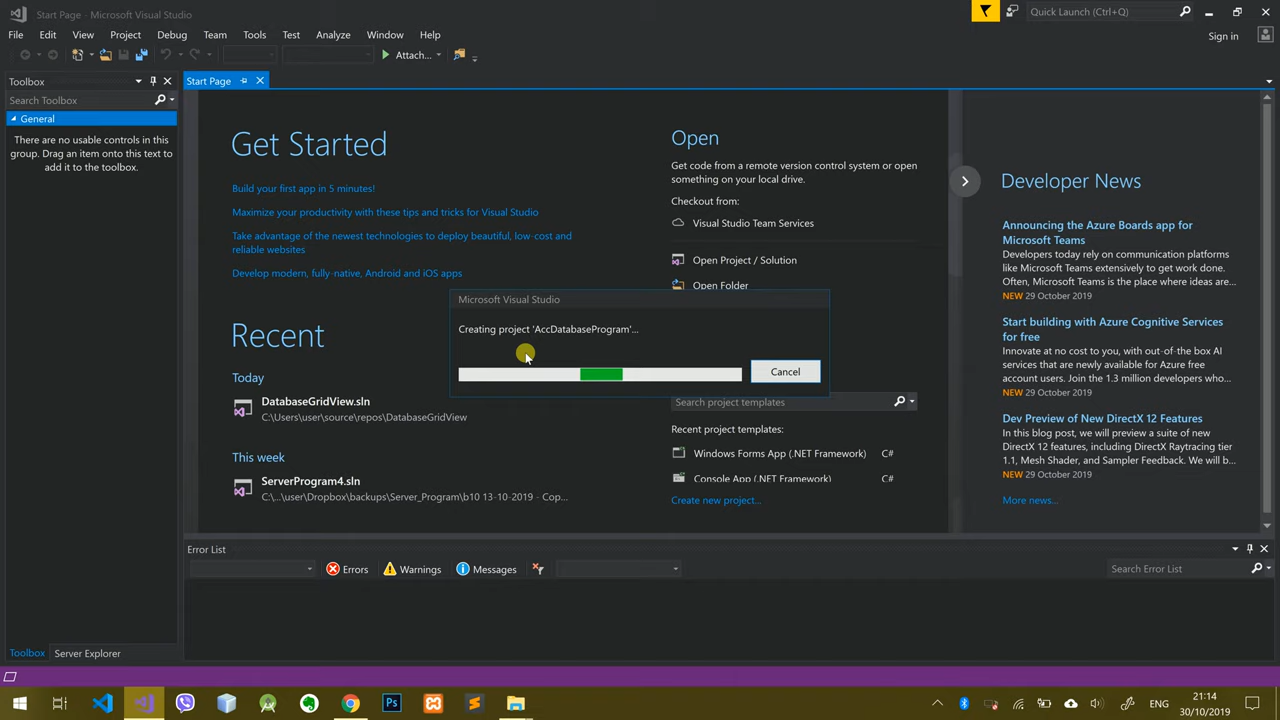 Start Page - Microsoft Visual Studio
Quick Launch (Ctrl+Q)
File Edit View Project Debug Team Tools Test Analyze Window Help
Sign in
Attach...
Toolbox
Search Toolbox
General
There are no usable controls in this
group. Drag an item onto this text to
add it to the toolbox.
Start Page
Get Started
Build your first app in 5 minutes!
Maximize your productivity with these tips and tricks for Visual Studio
Take advantage of the newest technologies to deploy beautiful, low-cost and
reliable websites
Develop modern, fully-native, Android and iOS apps
Recent
Today
DatabaseGridView.sln
C:\Users\user\source\repos\DatabaseGridView
This week
ServerProgram4.sln
C:\...\user\Dropbox\backups\Server_Program\b10 13-10-2019 - Cop...
Open
Get code from a remote version control system or open
something on your local drive.
Checkout from:
Visual Studio Team Services
Open Project / Solution
Open Folder
Microsoft Visual Studio
Creating project 'AccDatabaseProgram'...
Cancel
Search project templates
Recent project templates:
Windows Forms App (.NET Framework) C#
Console App (.NET Framework) C#
Create new project...
Developer News
Announcing the Azure Boards app for
Microsoft Teams
Developers today rely on communication platforms
like Microsoft Teams extensively to get work done.
Often, Microsoft Teams is the place where ideas are...
NEW 29 October 2019
Start building with Azure Cognitive Services
for free
Innovate at no cost to you, with out-of-the box AI
services that are newly available for Azure free
account users. Join the 1.3 million developers who...
NEW 29 October 2019
Dev Preview of New DirectX 12 Features
In this blog post, we will preview a suite of new
DirectX 12 features, including DirectX Raytracing tier
1.1, Mesh Shader, and Sampler Feedback. We will b...
NEW 29 October 2019
More news...
Error List
Errors Warnings Messages
Search Error List
Toolbox Server Explorer
Ps
ENG
21:14
30/10/2019